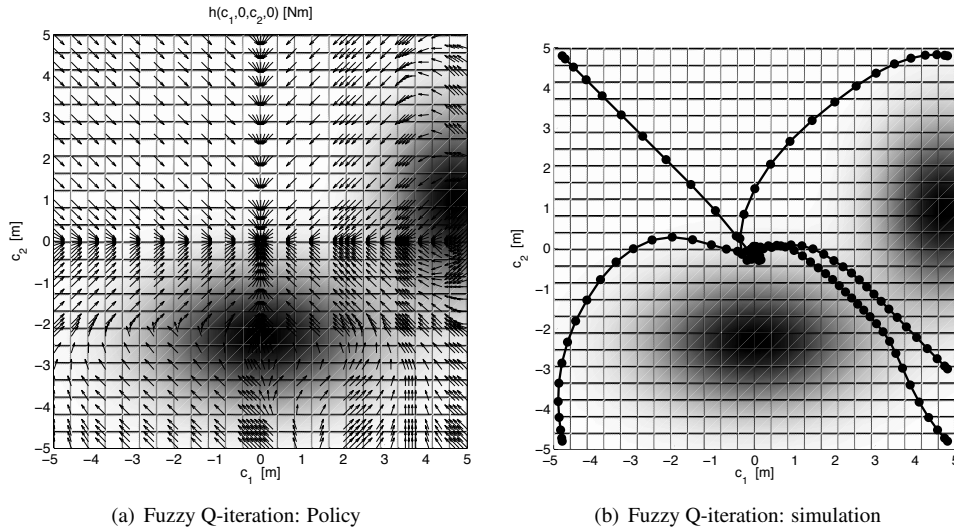 h(c1,0,c2,0) [Nm]
5
4
3
2
1
0
−1
−2
−3
−4
−5
c2 [m]
−5 −4 −3 −2 −1 0 1 2 3 4 5
c1 [m]
(a) Fuzzy Q-iteration: Policy
5
4
3
2
1
0
−1
−2
−3
−4
−5
c2 [m]
−5 −4 −3 −2 −1 0 1 2 3 4 5
c1 [m]
(b) Fuzzy Q-iteration: simulation